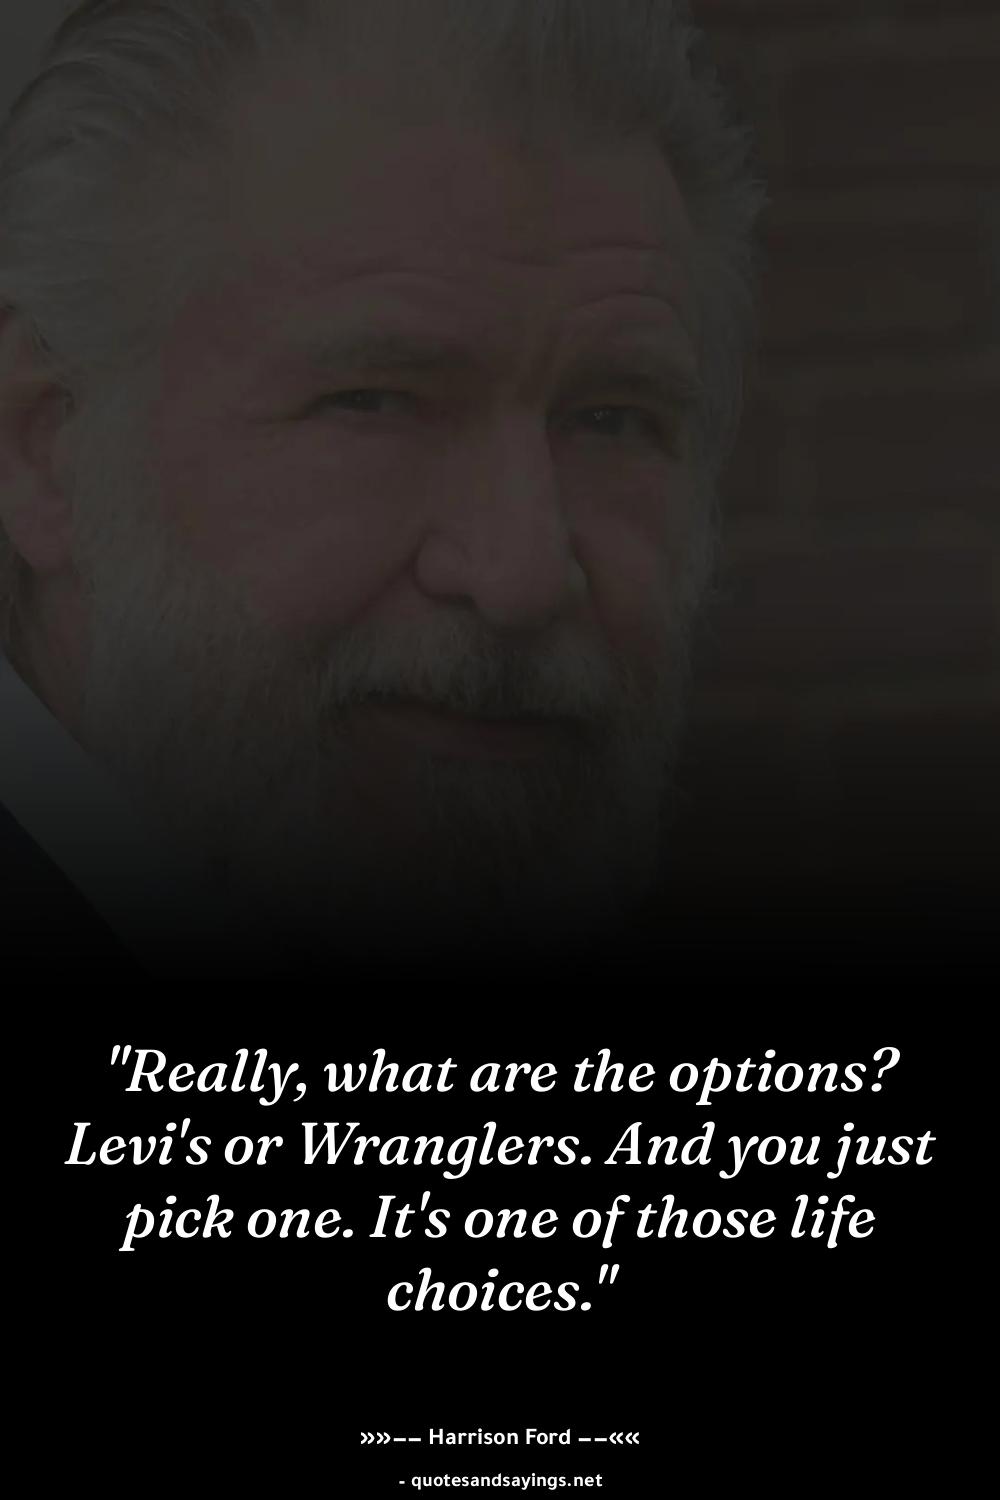 "Really, what are the options?
Levi's or Wranglers. And you just
pick one. It's one of those life
choices."
»»−− Harrison Ford −−««
- quotesandsayings.net